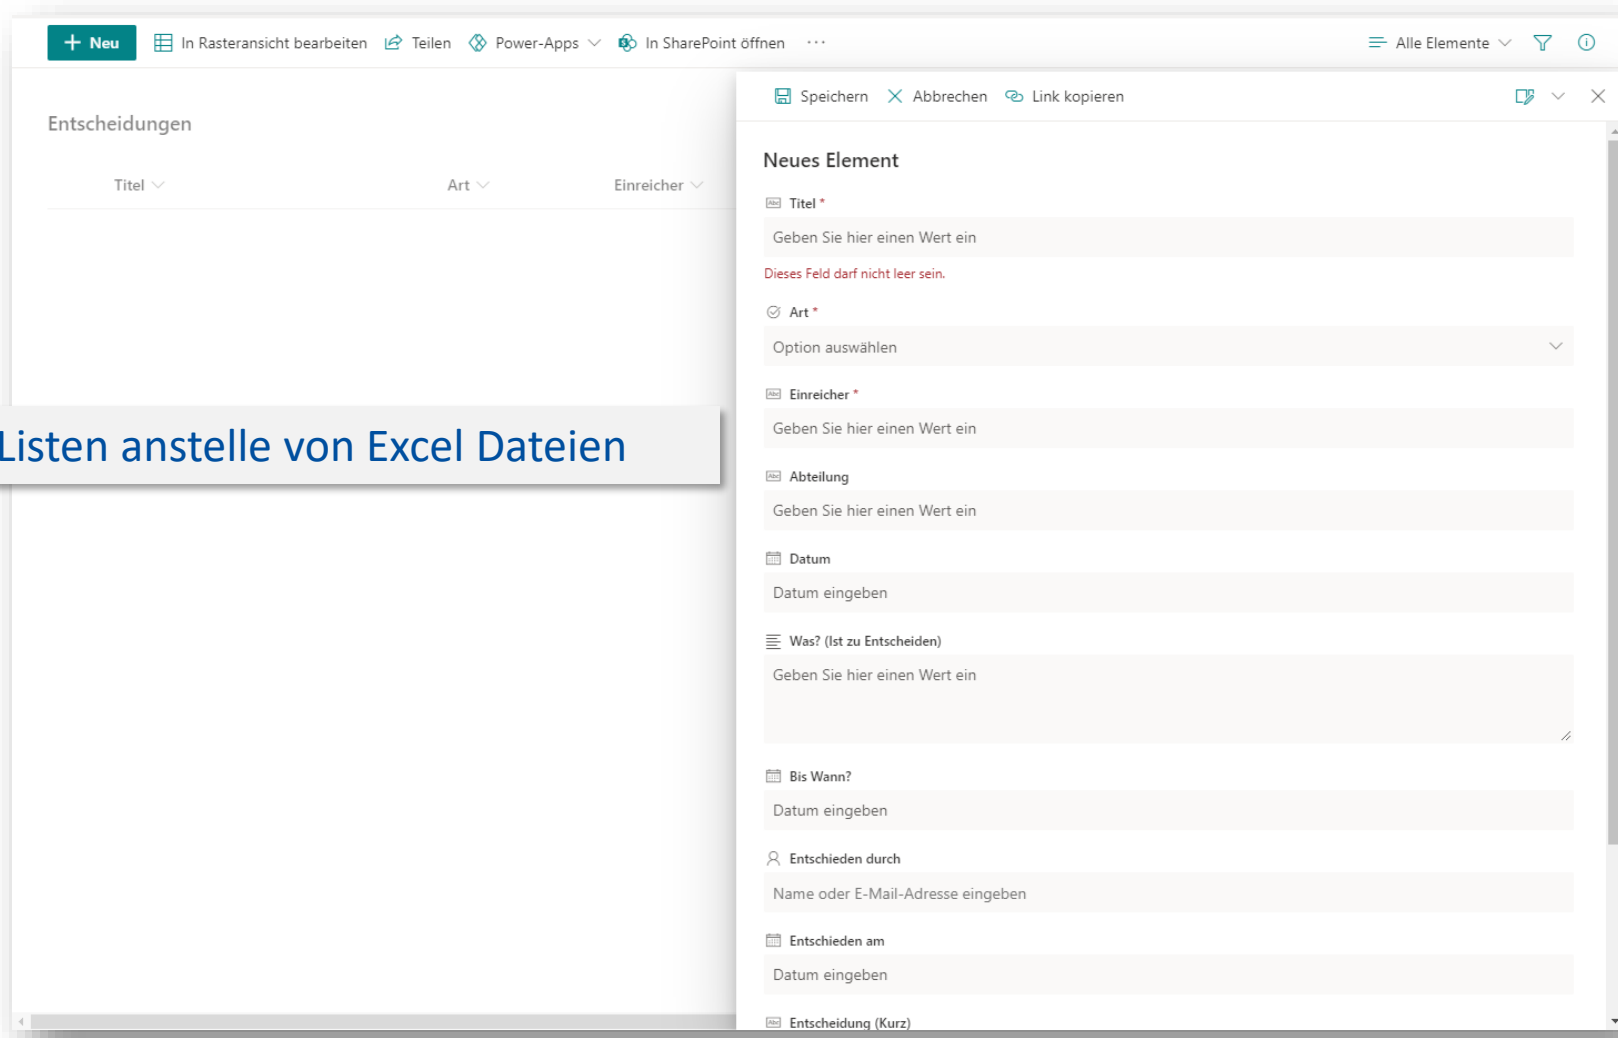 Neu In Rasteransicht bearbeiten Teilen Power-Apps In SharePoint öffnen ··· Alle Elemente
Speichern Abbrechen Link kopieren
Entscheidungen
Titel Art Einreicher
Neues Element
Abc Titel *
Geben Sie hier einen Wert ein
Dieses Feld darf nicht leer sein.
Art *
Option auswählen
Abc Einreicher *
Geben Sie hier einen Wert ein
Listen anstelle von Excel Dateien
Abc Abteilung
Geben Sie hier einen Wert ein
Datum
Datum eingeben
Was? (Ist zu Entscheiden)
Geben Sie hier einen Wert ein
Bis Wann?
Datum eingeben
Entschieden durch
Name oder E-Mail-Adresse eingeben
Entschieden am
Datum eingeben
Abc Entscheidung (Kurz)